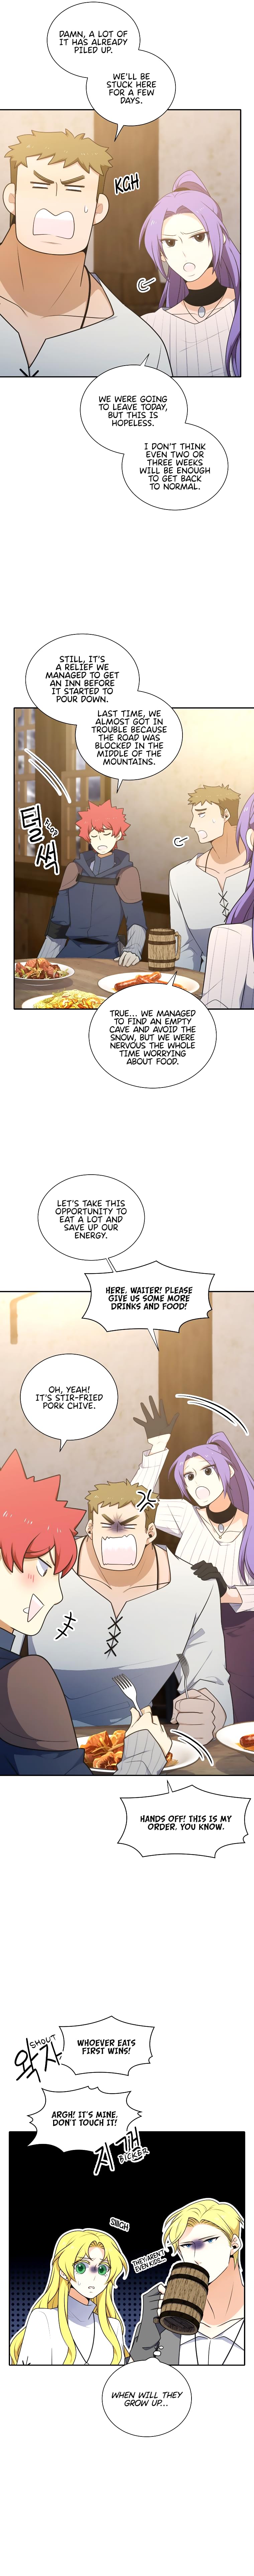 DAMN, A LOT OF
IT HAS ALREADY
PILED UP.
WE'LL BE
STUCK HERE
FOR A FEW
DAYS.
KGH
WE WERE GOING
TO LEAVE TODAY,
BUT THIS IS
HOPELESS.
I DON'T THINK
EVEN TWO OR
THREE WEEKS
WILL BE ENOUGH
TO GET BACK
TO NORMAL.
STILL, IT'S
A RELIEF WE
MANAGED TO GET
AN INN BEFORE
IT STARTED TO
POUR DOWN.
LAST TIME, WE
ALMOST GOT IN
TROUBLE BECAUSE
THE ROAD WAS
BLOCKED IN THE
MIDDLE OF THE
MOUNTAINS.
털썩
FLOP
TRUE... WE MANAGED
TO FIND AN EMPTY
CAVE AND AVOID THE
SNOW, BUT WE WERE
NERVOUS THE WHOLE
TIME WORRYING
ABOUT FOOD.
LET'S TAKE THIS
OPPORTUNITY TO
EAT A LOT AND
SAVE UP OUR
ENERGY.
HERE, WAITER! PLEASE
GIVE US SOME MORE
DRINKS AND FOOD!
OH, YEAH!
IT'S STIR-FRIED
PORK CHIVE.
HANDS OFF! THIS IS MY
ORDER, YOU KNOW.
SHOUT
왁자
WHOEVER EATS
FIRST WINS!
ARGH! IT'S MINE,
DON'T TOUCH IT!
지껄
BICKER
SIIIGH
THEY AREN'T
EVEN KIDS...
WHEN WILL THEY
GROW UP...